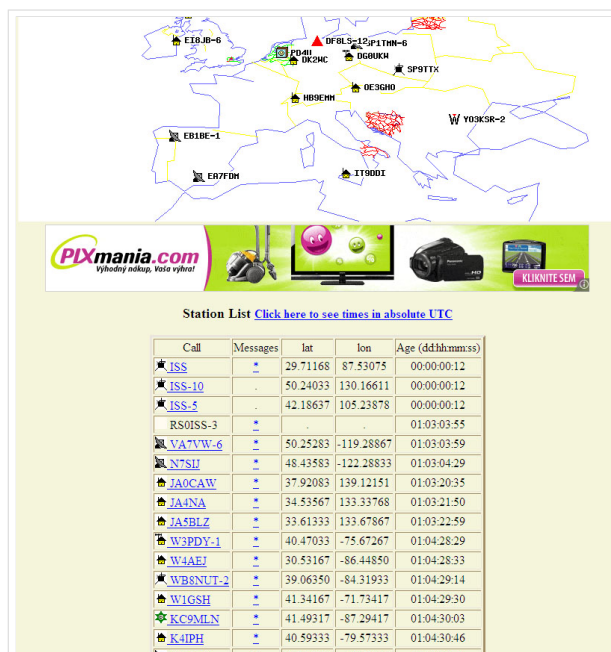 EI8JB-6
DF8LS-12
SP1TMN-6
PD4U
DK2WC
DG0UKW
SP9TTX
OE3GHO
HB9EMM
YO3KSR-2
EB1BE-1
EA7FDM
IT9DDI
PIXmania.com
Výhodný nákup, Vaša výhra!
KLIKNITE SEM
Station List Click here to see times in absolute UTC
Call Messages lat lon Age (dd:hh:mm:ss)
ISS * 29.71168 87.53075 00:00:00:12
ISS-10 . 50.24033 130.16611 00:00:00:12
ISS-5 . 42.18637 105.23878 00:00:00:12
RS0ISS-3 * . . 01:03:03:55
VA7VW-6 * 50.25283 -119.28867 01:03:03:59
N7SIJ * 48.43583 -122.28833 01:03:04:29
JA0CAW * 37.92083 139.12151 01:03:20:35
JA4NA * 34.53567 133.33768 01:03:21:50
JA5BLZ * 33.61333 133.67867 01:03:22:59
W3PDY-1 * 40.47033 -75.67267 01:04:28:29
W4AEJ * 30.53167 -86.44850 01:04:28:33
WB8NUT-2 * 39.06350 -84.31933 01:04:29:14
W1GSH * 41.34167 -71.73417 01:04:29:30
KC9MLN * 41.49317 -87.29417 01:04:30:03
K4IPH * 40.59333 -79.57333 01:04:30:46